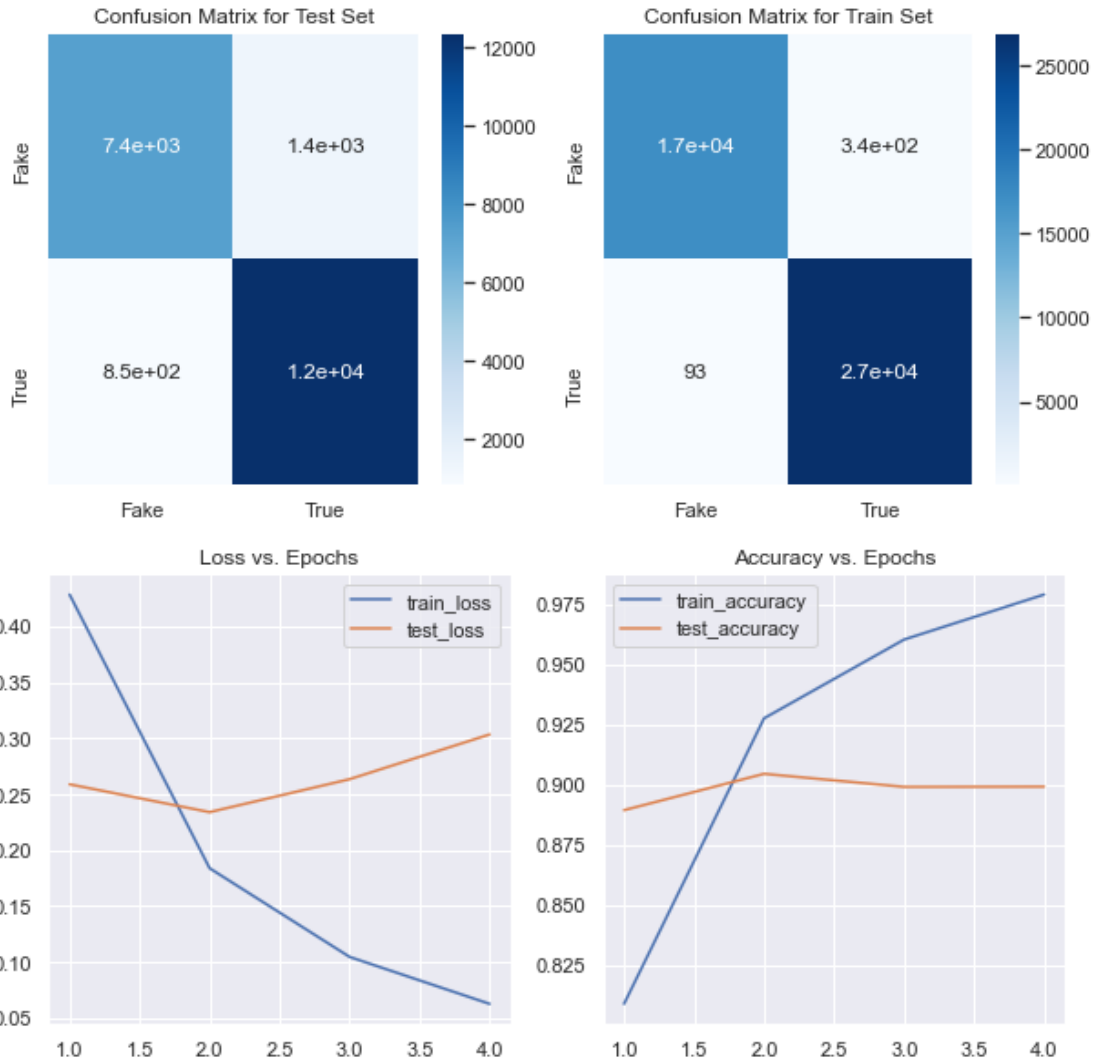 Confusion Matrix for Test Set
7.4e+03 1.4e+03
8.5e+02 1.2e+04
Fake
True
Fake True
12000
10000
8000
6000
4000
2000
Confusion Matrix for Train Set
1.7e+04 3.4e+02
93 2.7e+04
Fake
True
Fake True
25000
20000
15000
10000
5000
Loss vs. Epochs
train_loss
test_loss
0.40
0.35
0.30
0.25
0.20
0.15
0.10
0.05
1.0 1.5 2.0 2.5 3.0 3.5 4.0
Accuracy vs. Epochs
train_accuracy
test_accuracy
0.975
0.950
0.925
0.900
0.875
0.850
0.825
1.0 1.5 2.0 2.5 3.0 3.5 4.0